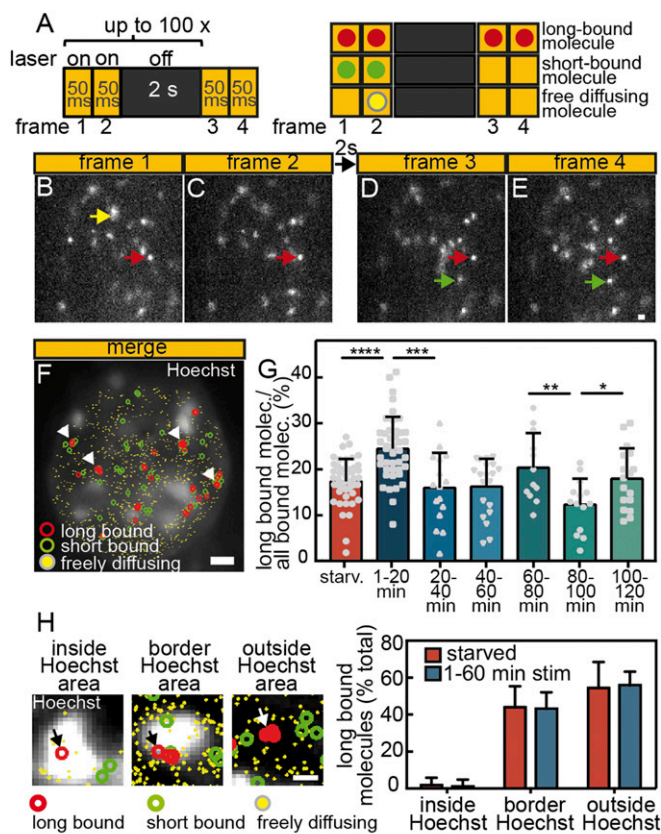 A
up to 100 x
laser on on off
50 ms 50 ms 2 s 50 ms 50 ms
frame 1 2 3 4
long-bound molecule
short-bound molecule
free diffusing molecule
frame 1 2 3 4
2s
frame 1 frame 2 frame 3 frame 4
B C D E
merge
F Hoechst
long bound
short bound
freely diffusing
G
long bound molec./
all bound molec. (%)
40
30
20
10
0
**** *** ** *
starv. 1-20 min 20-40 min 40-60 min 60-80 min 80-100 min 100-120 min
H
inside Hoechst area
border Hoechst area
outside Hoechst area
Hoechst
long bound short bound freely diffusing
long bound
molecules (% total)
80
60
40
20
0
starved
1-60 min stim
inside Hoechst
border Hoechst
outside Hoechst